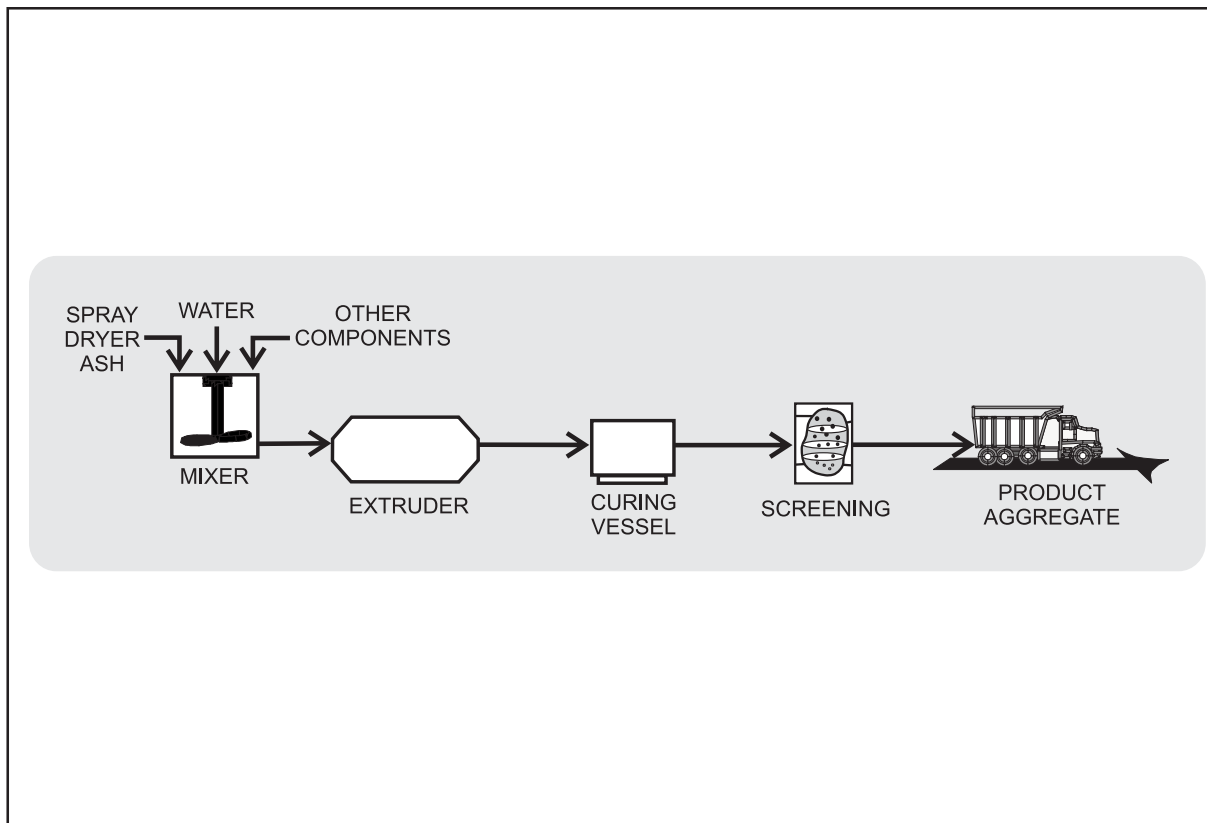 SPRAY
DRYER
ASH
WATER
OTHER
COMPONENTS
MIXER
EXTRUDER
CURING
VESSEL
SCREENING
PRODUCT
AGGREGATE